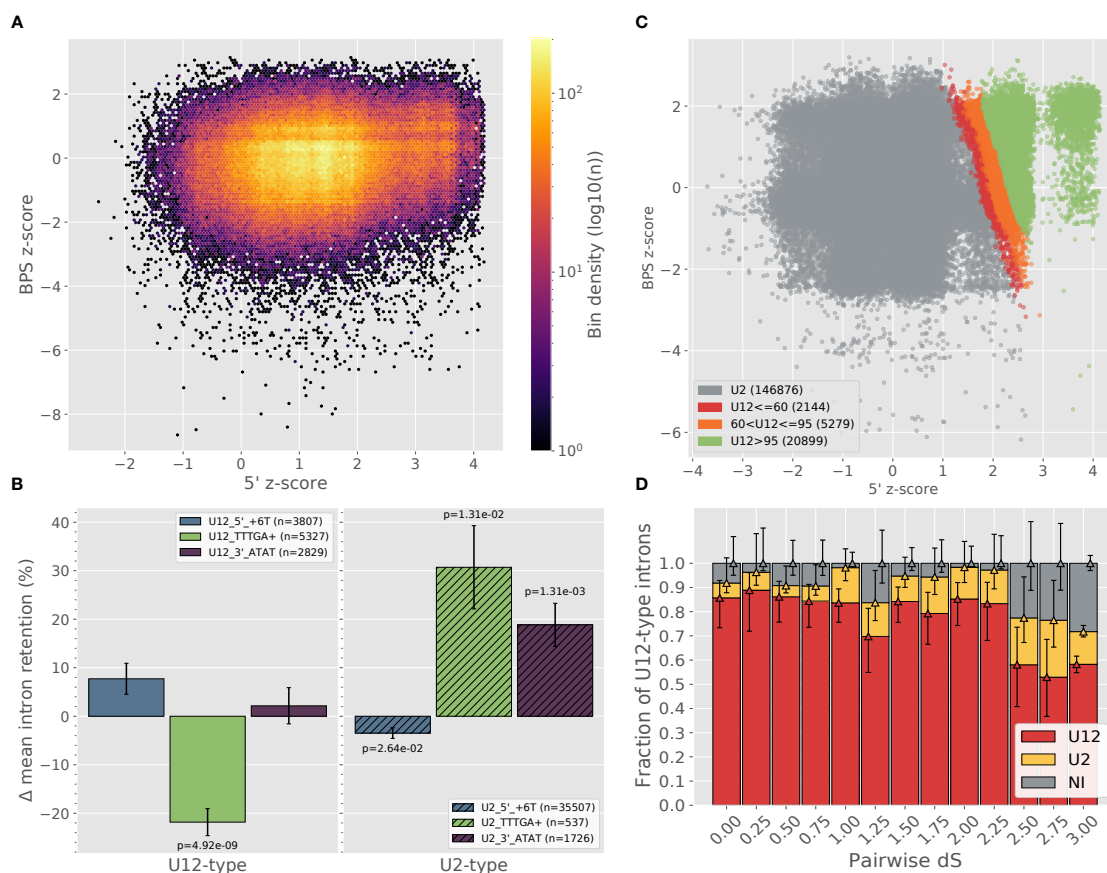 A
BPS z-score
2
0
−2
−4
−6
−8
−2
−1
0
1
2
3
4
5' z-score
10²
10¹
10⁰
Bin density (log10(n))
C
BPS z-score
2
0
−2
−4
−6
U2 (146876)
U12<=60 (2144)
60<U12<=95 (5279)
U12>95 (20899)
−4
−3
−2
−1
0
1
2
3
4
5' z-score
B
Δ mean intron retention (%)
40
30
20
10
0
−10
−20
U12_5'_+6T (n=3807)
U12_TTTGA+ (n=5327)
U12_3'_ATAT (n=2829)
p=4.92e-09
U12-type
p=1.31e-02
p=1.31e-03
p=2.64e-02
U2_5'_+6T (n=35507)
U2_TTTGA+ (n=537)
U2_3'_ATAT (n=1726)
U2-type
D
Fraction of U12-type introns
1.0
0.9
0.8
0.7
0.6
0.5
0.4
0.3
0.2
0.1
0.0
U12
U2
NI
0.00
0.25
0.50
0.75
1.00
1.25
1.50
1.75
2.00
2.25
2.50
2.75
3.00
Pairwise dS